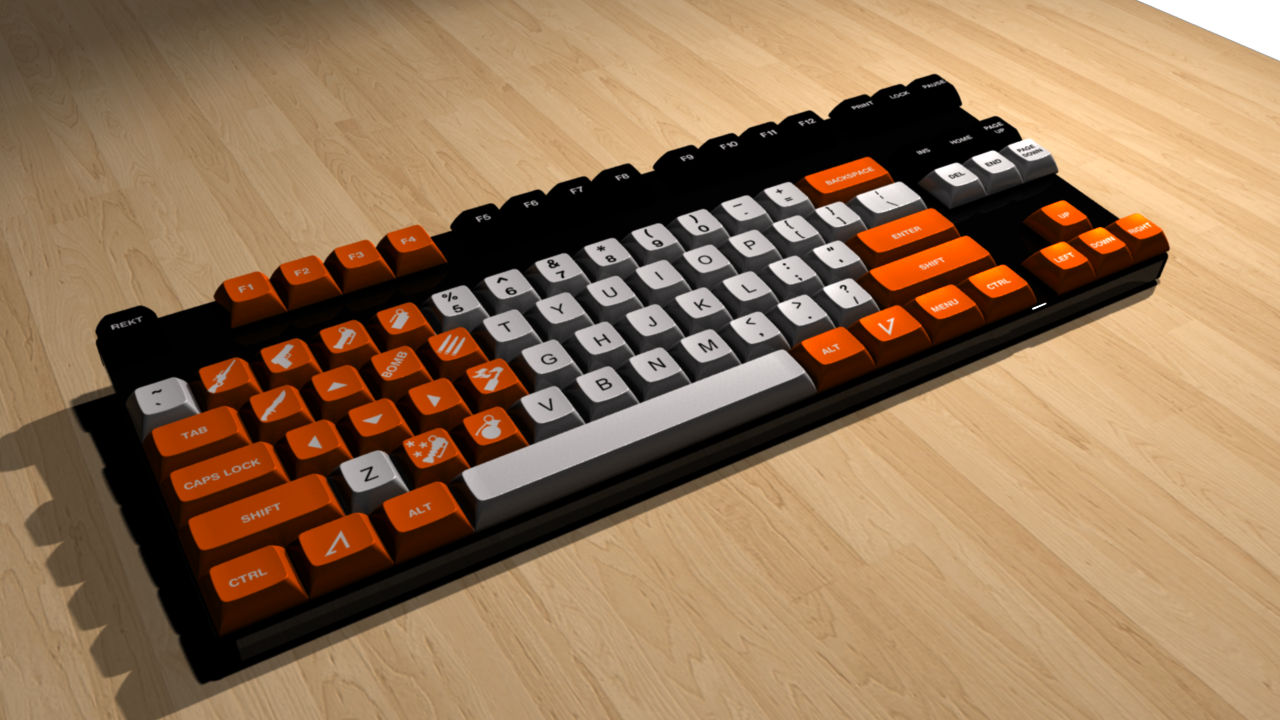 REKT F1 F2 F3 F4 F5 F6 F7 F8 F9 F10 F11 F12 PRINT LOCK PAUSE
~ ` % 5 ^ 6 & 7 * 8 ( 9 ) 0 _ - + = BACKSPACE INS HOME PAGE UP
TAB BOMB T Y U I O P { [ } ] | \ DEL END PAGE DOWN
CAPS LOCK G H J K L : ; " ' ENTER
SHIFT Z V B N M < , > . ? / SHIFT UP
CTRL ALT ALT MENU CTRL LEFT DOWN RIGHT